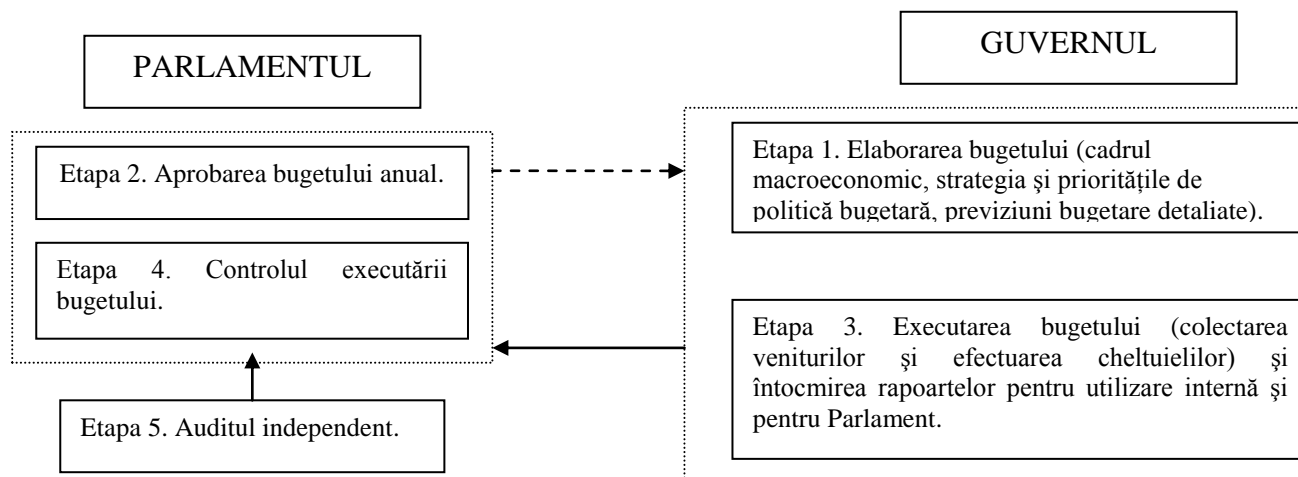 PARLAMENTUL
Etapa 2. Aprobarea bugetului anual.
Etapa 4. Controlul executării
bugetului.
Etapa 5. Auditul independent.
GUVERNUL
Etapa 1. Elaborarea bugetului (cadrul
macroeconomic, strategia şi priorităţile de
politică bugetară, previziuni bugetare detaliate).
Etapa 3. Executarea bugetului (colectarea
veniturilor şi efectuarea cheltuielilor) şi
întocmirea rapoartelor pentru utilizare internă şi
pentru Parlament.